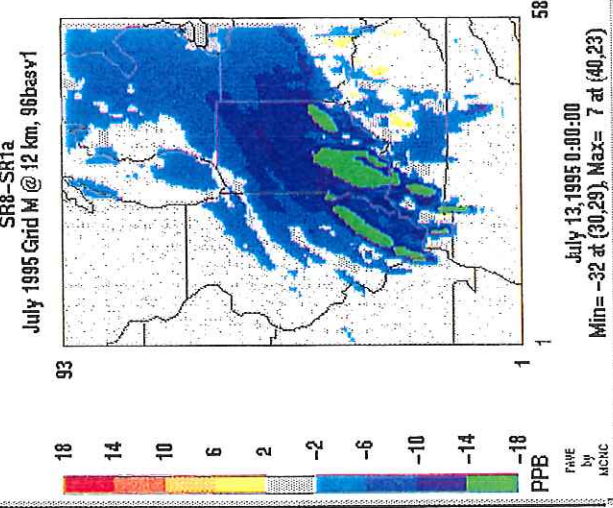 SR8-SR1a
July 1995 Grid M @ 12 km, 96basv1
93
1
1
58
18
14
10
6
2
-2
-6
-10
-14
-18
PPB
PAVE
by
MCNC
July 13,1995 0:00:00
Min= -32 at (30,29), Max= 7 at (40,23)